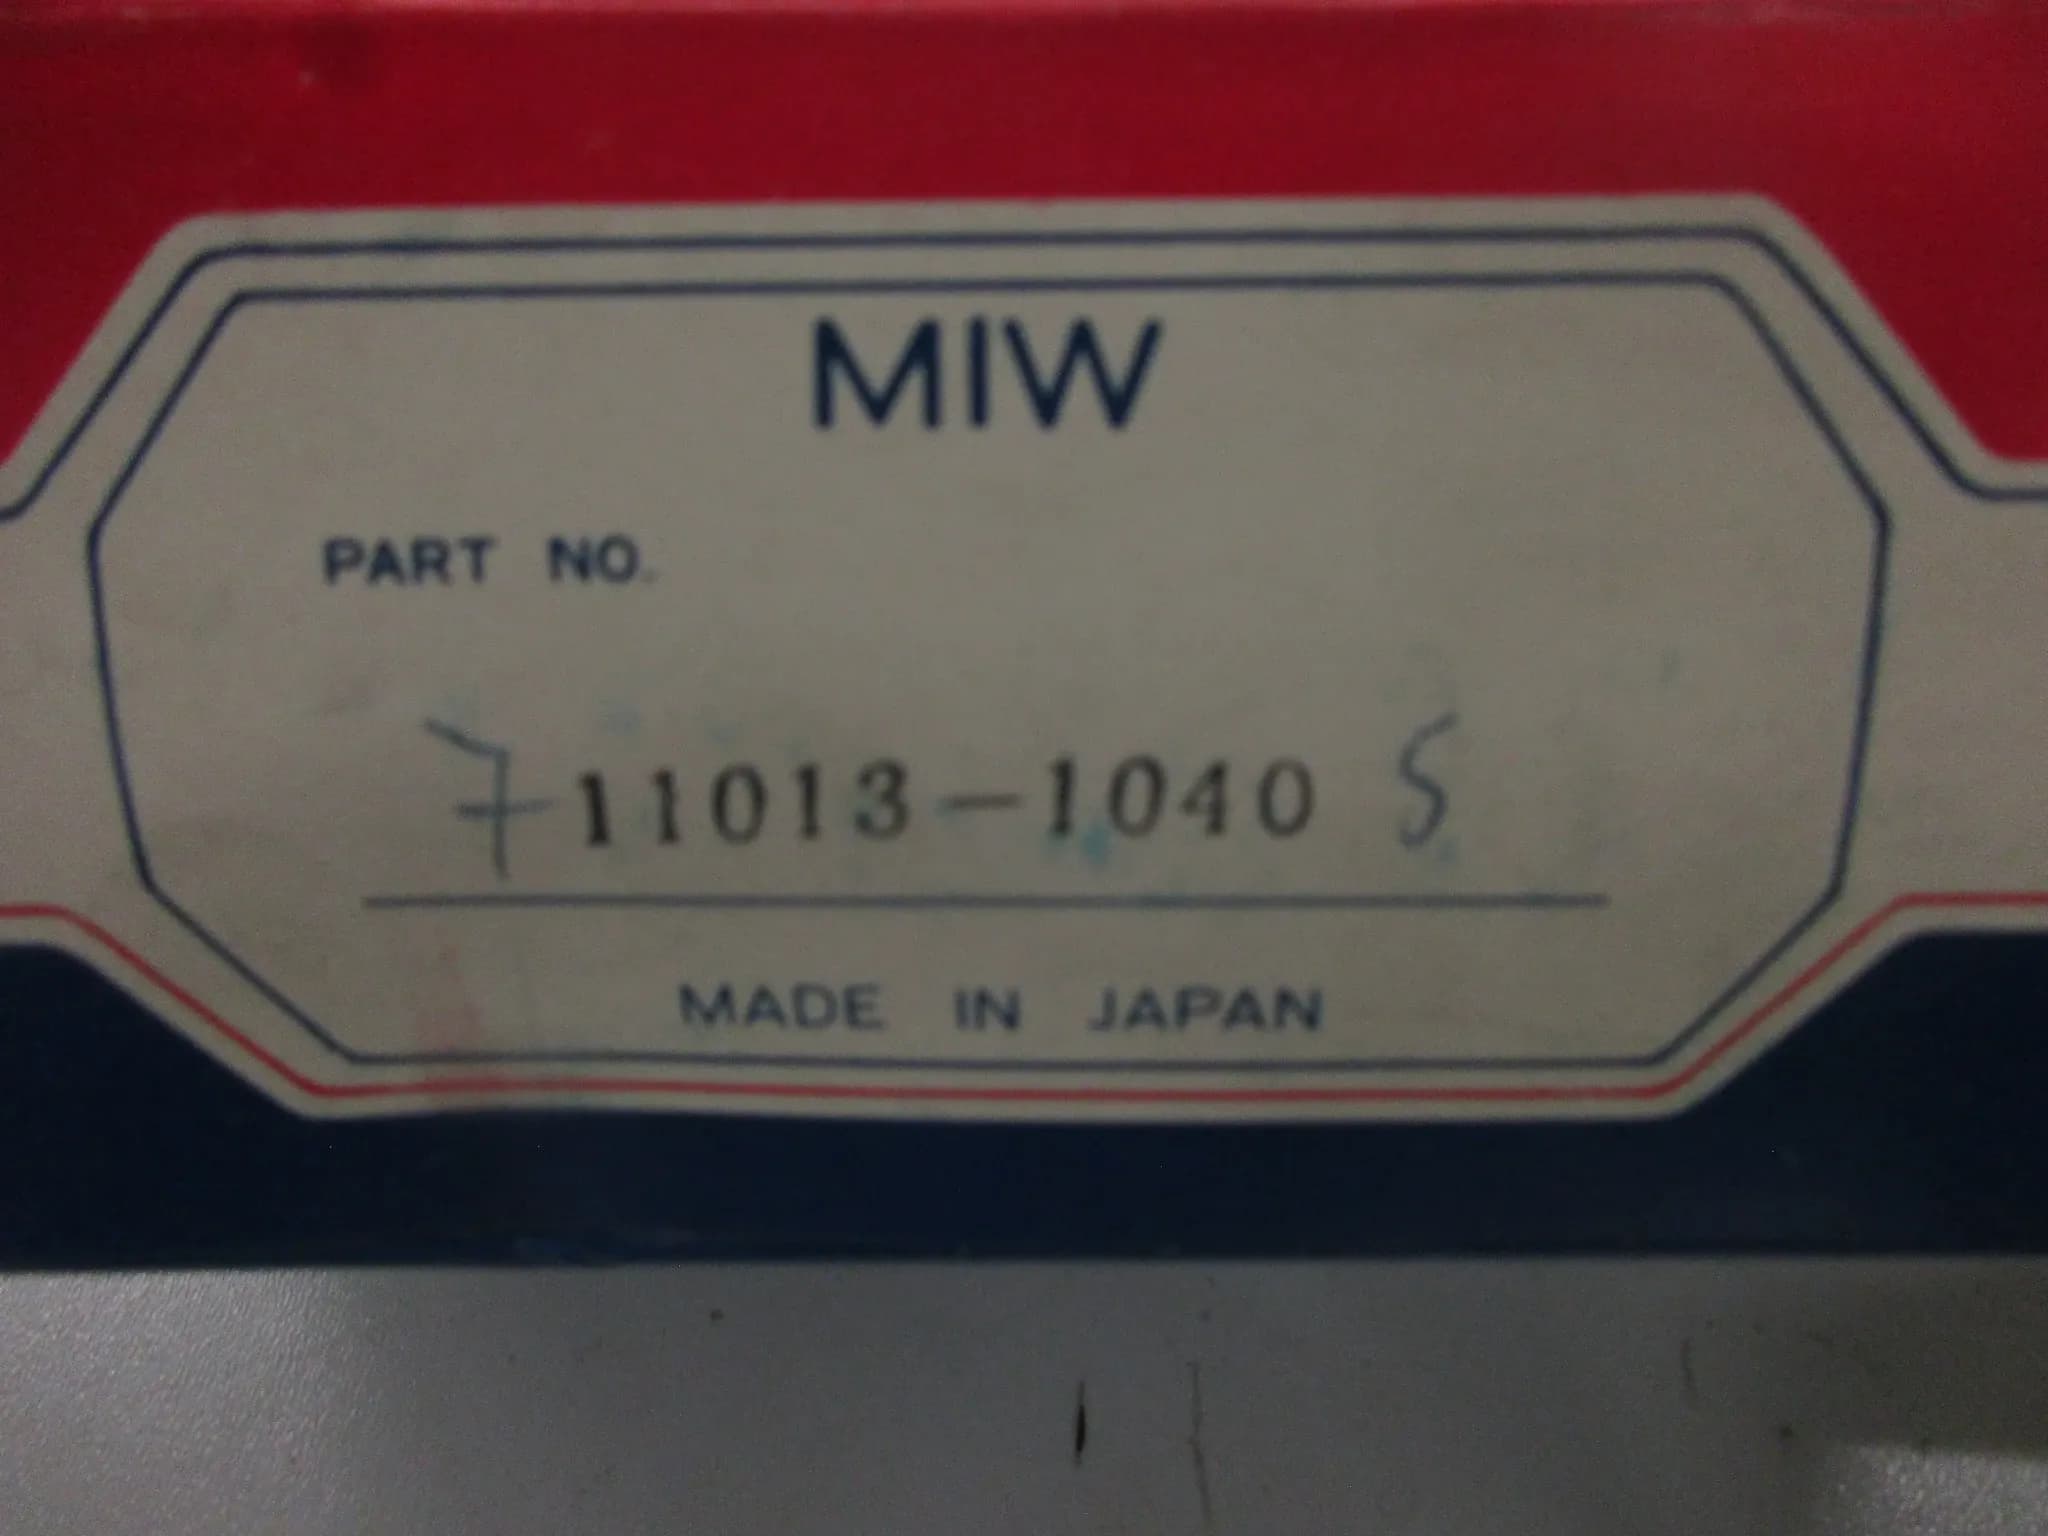 MIW
PART NO.
7 11013-1040 S
MADE IN JAPAN